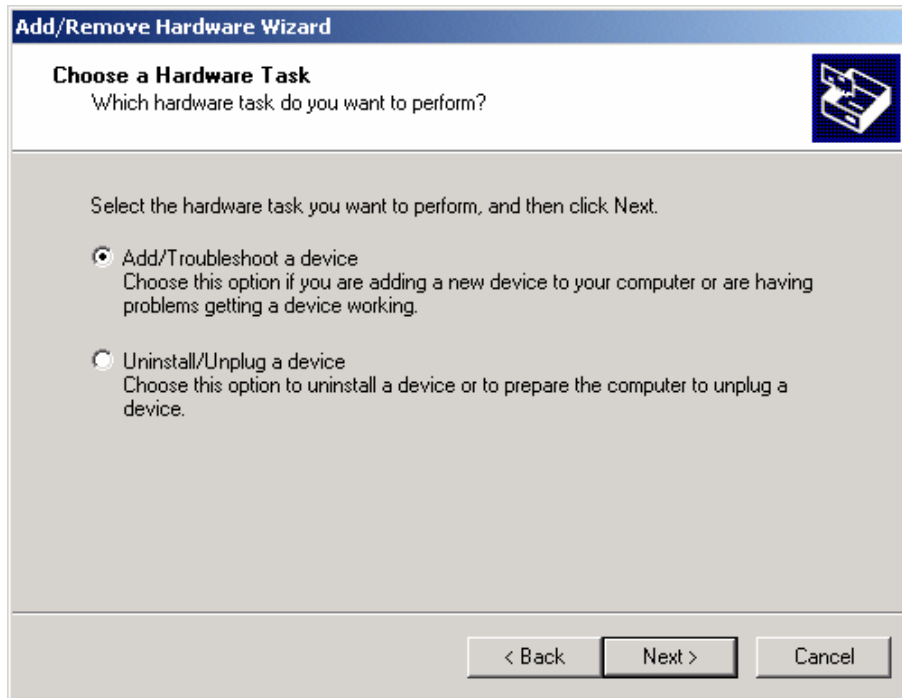 Add/Remove Hardware Wizard
Choose a Hardware Task
Which hardware task do you want to perform?
Select the hardware task you want to perform, and then click Next.
Add/Troubleshoot a device
Choose this option if you are adding a new device to your computer or are having
problems getting a device working.
Uninstall/Unplug a device
Choose this option to uninstall a device or to prepare the computer to unplug a
device.
< Back Next > Cancel